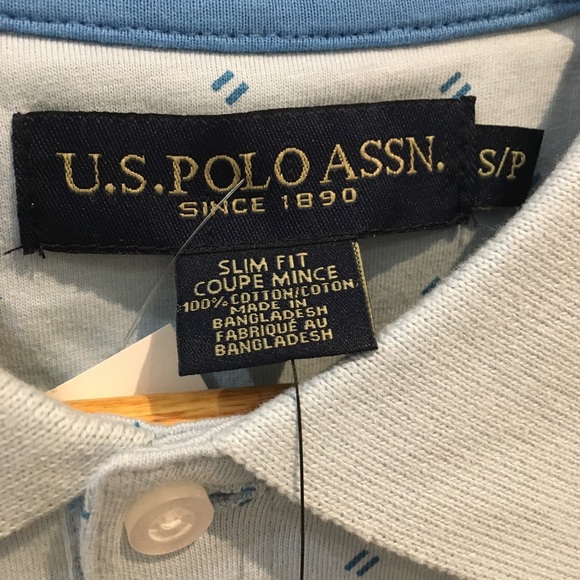 U.S. POLO ASSN.
SINCE 1890
S/P
SLIM FIT
COUPE MINCE
100% COTTON/COTON
MADE IN
BANGLADESH
FABRIQUÉ AU
BANGLADESH